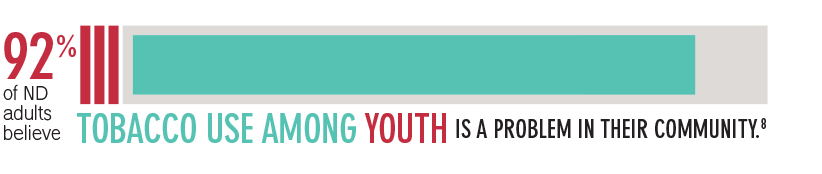 92%
of ND
adults
believe
TOBACCO USE AMONG YOUTH IS A PROBLEM IN THEIR COMMUNITY.8